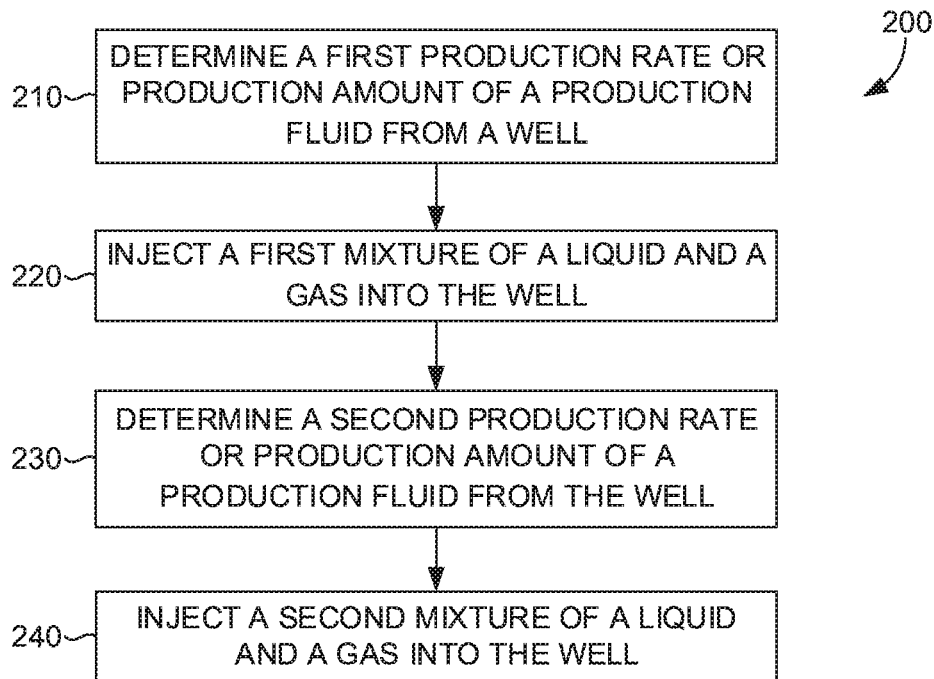 200
210
DETERMINE A FIRST PRODUCTION RATE OR
PRODUCTION AMOUNT OF A PRODUCTION
FLUID FROM A WELL
220
INJECT A FIRST MIXTURE OF A LIQUID AND A
GAS INTO THE WELL
230
DETERMINE A SECOND PRODUCTION RATE
OR PRODUCTION AMOUNT OF A
PRODUCTION FLUID FROM THE WELL
240
INJECT A SECOND MIXTURE OF A LIQUID
AND A GAS INTO THE WELL